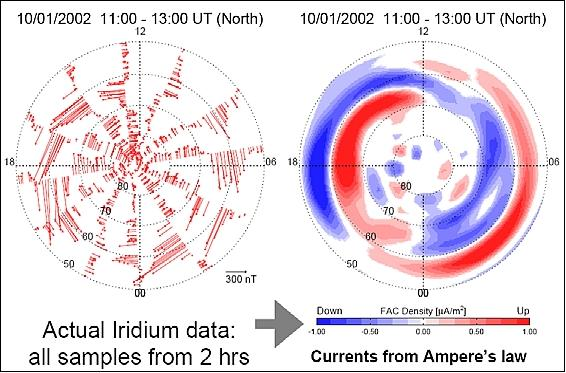 10/01/2002 11:00 - 13:00 UT (North)
12
18
06
80
70
60
50
00
300 nT
10/01/2002 11:00 - 13:00 UT (North)
12
18
06
80
70
60
50
00
Down FAC Density [μA/m²] Up
-1.00 -0.50 0.00 0.50 1.00
Actual Iridium data:
all samples from 2 hrs
Currents from Ampere's law